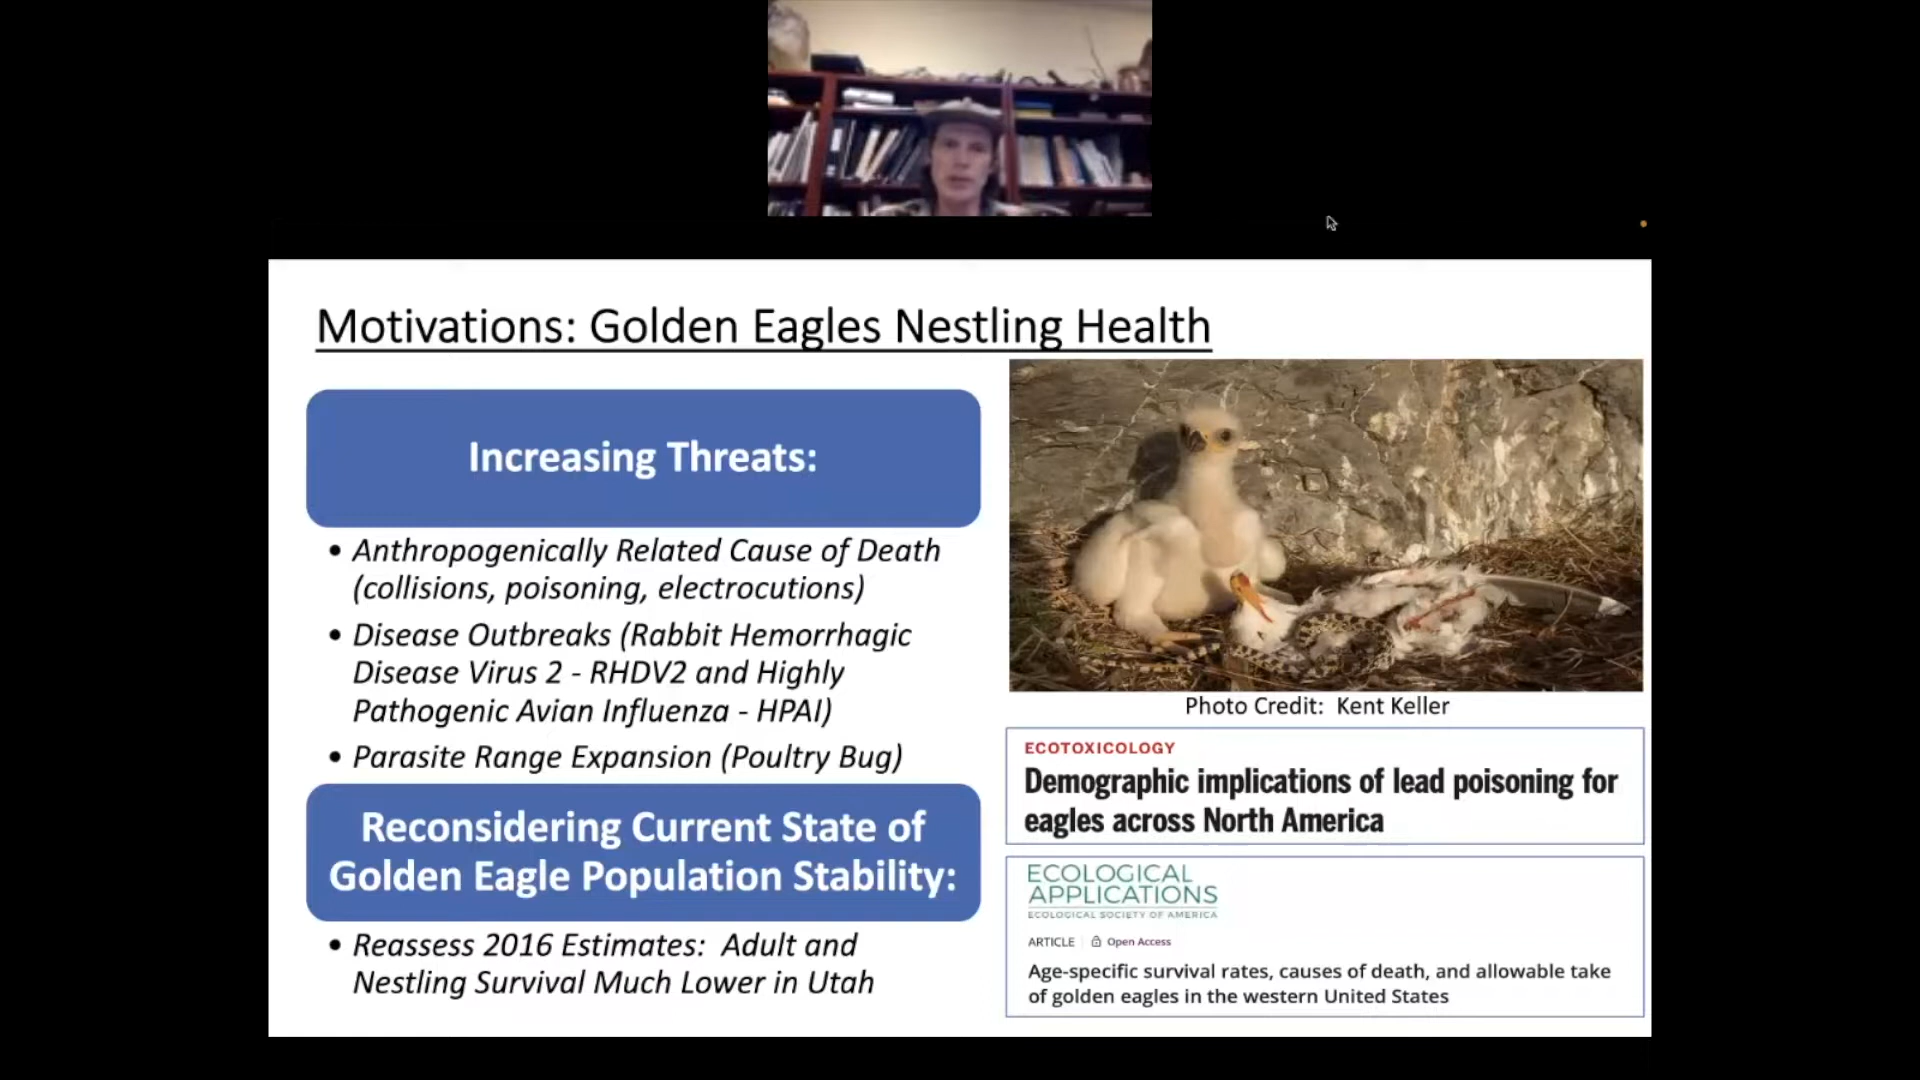 Motivations: Golden Eagles Nestling Health
Increasing Threats:
• Anthropogenically Related Cause of Death
(collisions, poisoning, electrocutions)
• Disease Outbreaks (Rabbit Hemorrhagic
Disease Virus 2 - RHDV2 and Highly
Pathogenic Avian Influenza - HPAI)
• Parasite Range Expansion (Poultry Bug)
Reconsidering Current State of
Golden Eagle Population Stability:
• Reassess 2016 Estimates: Adult and
Nestling Survival Much Lower in Utah
Photo Credit: Kent Keller
ECOTOXICOLOGY
Demographic implications of lead poisoning for
eagles across North America
ECOLOGICAL
APPLICATIONS
ECOLOGICAL SOCIETY OF AMERICA
ARTICLE Open Access
Age-specific survival rates, causes of death, and allowable take
of golden eagles in the western United States